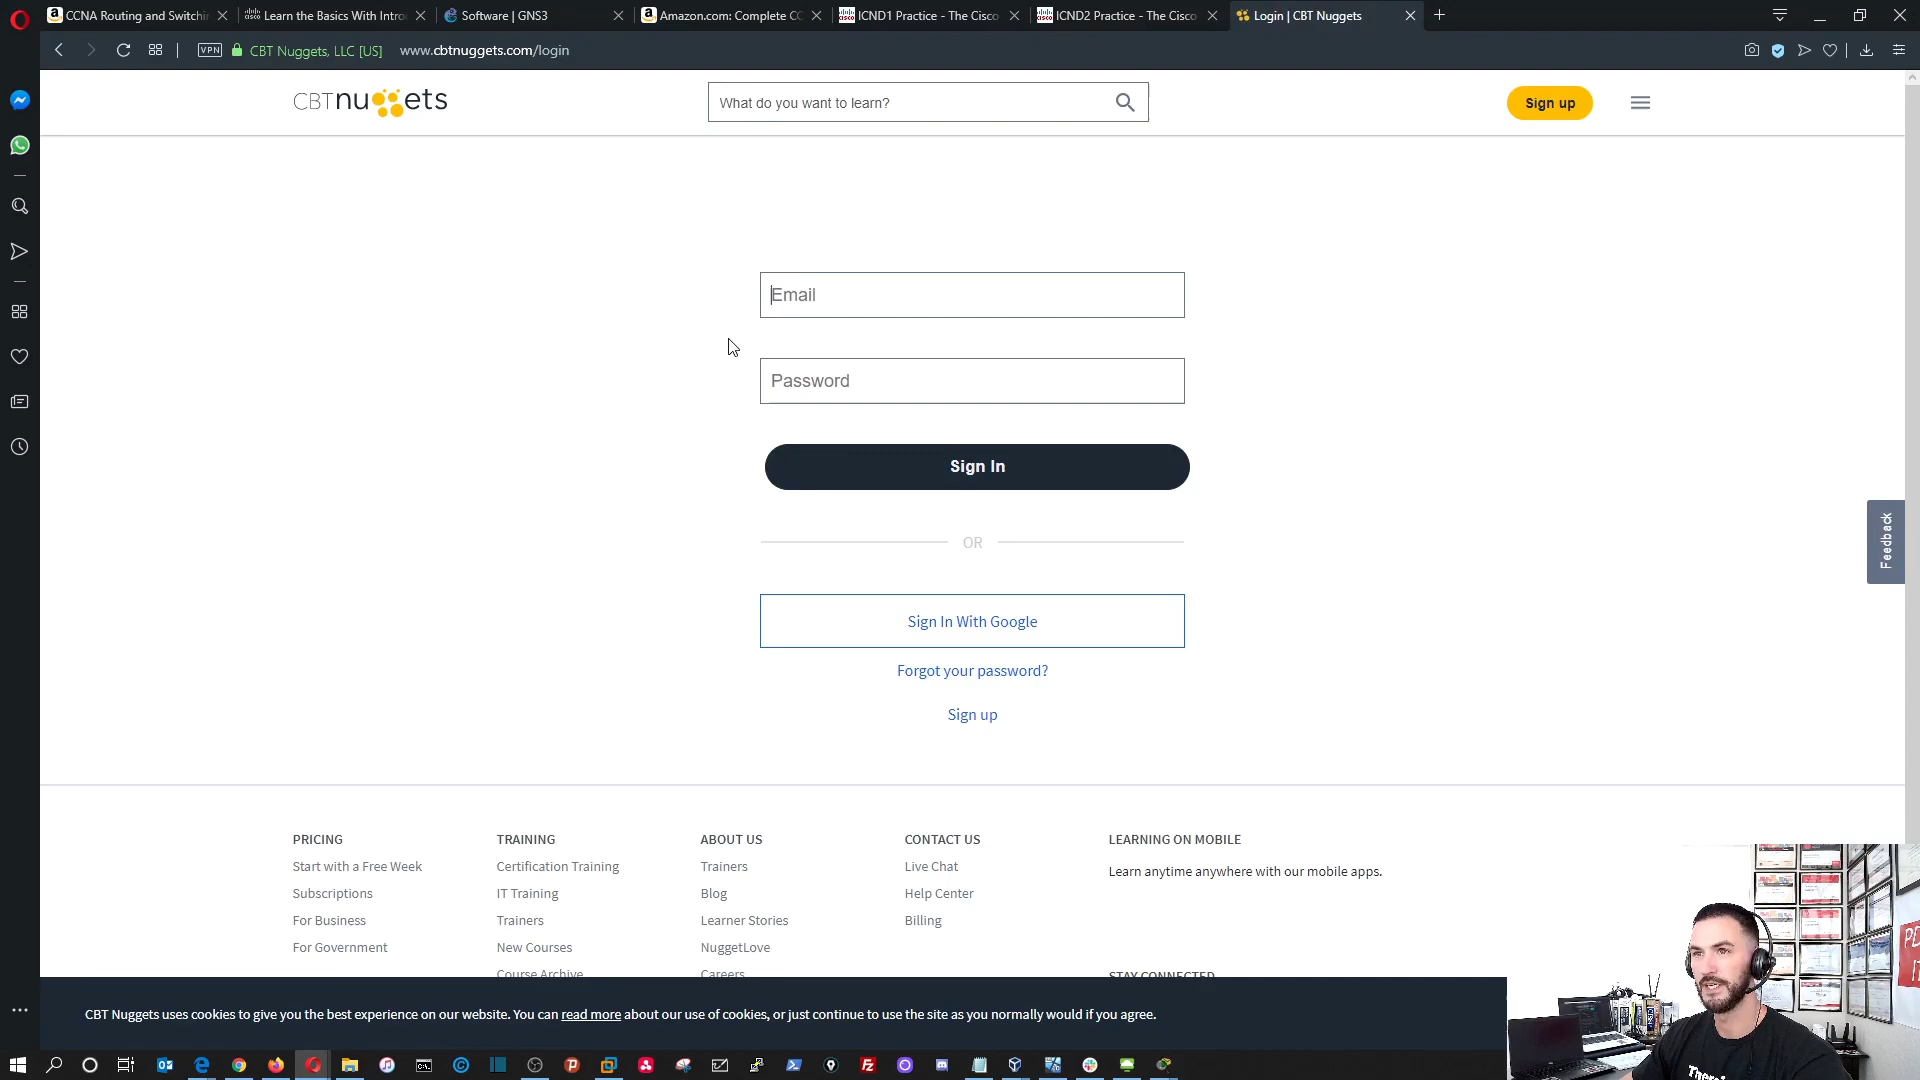 CCNA Routing and Switchin
Learn the Basics With Intro
Software | GNS3
Amazon.com: Complete CC
ICND1 Practice - The Cisco
ICND2 Practice - The Cisco
Login | CBT Nuggets
VPN
CBT Nuggets, LLC [US]
www.cbtnuggets.com/login
CBTnuggets
What do you want to learn?
Sign up
Email
Password
Sign In
OR
Sign In With Google
Forgot your password?
Sign up
Feedback
PRICING
Start with a Free Week
Subscriptions
For Business
For Government
TRAINING
Certification Training
IT Training
Trainers
New Courses
Course Archive
ABOUT US
Trainers
Blog
Learner Stories
NuggetLove
Careers
CONTACT US
Live Chat
Help Center
Billing
LEARNING ON MOBILE
Learn anytime anywhere with our mobile apps.
STAY CONNECTED
CBT Nuggets uses cookies to give you the best experience on our website. You can read more about our use of cookies, or just continue to use the site as you normally would if you agree.